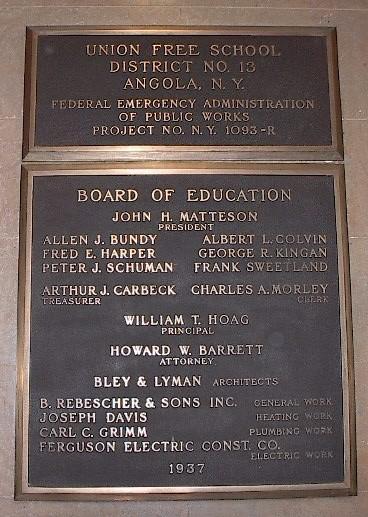 UNION FREE SCHOOL
DISTRICT NO. 13
ANGOLA, N.Y.
FEDERAL EMERGENCY ADMINISTRATION
OF PUBLIC WORKS
PROJECT NO. N.Y. 1093-R
BOARD OF EDUCATION
JOHN H. MATTESON
PRESIDENT
ALLEN J. BUNDY ALBERT L. COLVIN
FRED E. HARPER GEORGE R. KINGAN
PETER J. SCHUMAN FRANK SWEETLAND
ARTHUR J. CARBECK CHARLES A. MORLEY
TREASURER CLERK
WILLIAM T. HOAG
PRINCIPAL
HOWARD W. BARRETT
ATTORNEY
BLEY & LYMAN ARCHITECTS
B. REBESCHER & SONS INC. GENERAL WORK
JOSEPH DAVIS HEATING WORK
CARL C. GRIMM PLUMBING WORK
FERGUSON ELECTRIC CONST. CO.
ELECTRIC WORK
1937